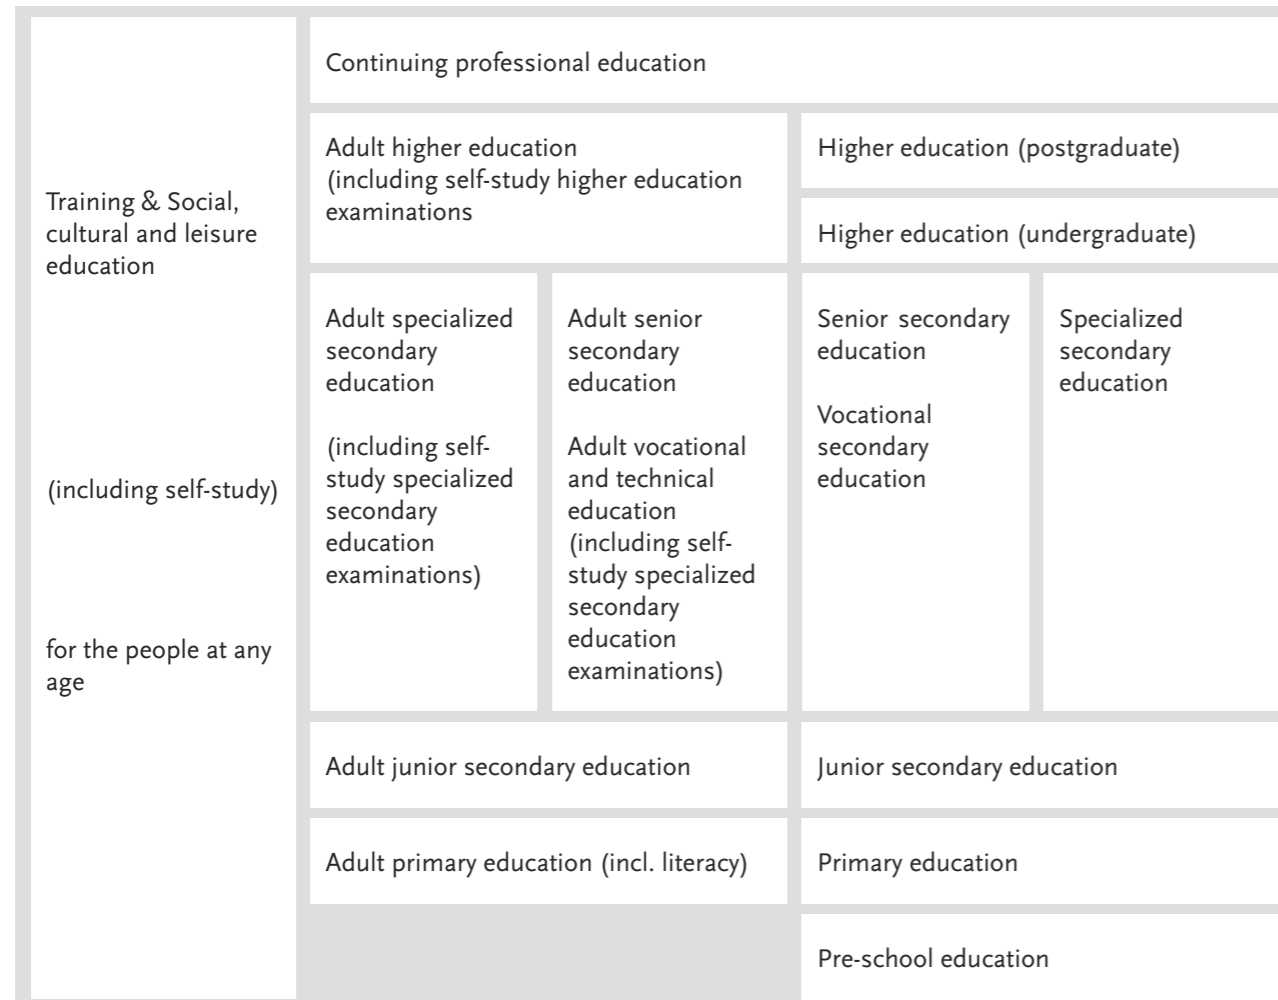 Training & Social,
cultural and leisure
education
(including self-study)
for the people at any
age
Continuing professional education
Adult higher education
(including self-study higher education
examinations
Higher education (postgraduate)
Higher education (undergraduate)
Adult specialized
secondary
education
(including self-
study specialized
secondary
education
examinations)
Adult senior
secondary
education
Adult vocational
and technical
education
(including self-
study specialized
secondary
education
examinations)
Senior secondary
education
Vocational
secondary
education
Specialized
secondary
education
Adult junior secondary education
Junior secondary education
Adult primary education (incl. literacy)
Primary education
Pre-school education